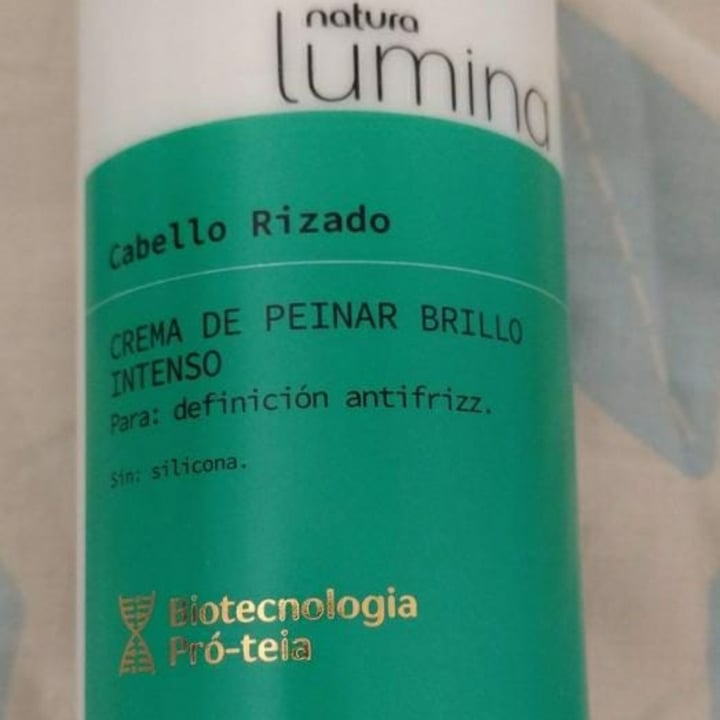 natura
lumina
Cabello Rizado
CREMA DE PEINAR BRILLO
INTENSO
Para: definición antifrizz.
Sin: silicona.
Biotecnologia
Pró-teia